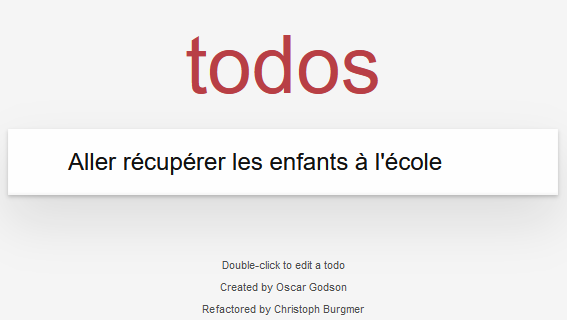 todos
Aller récupérer les enfants à l'école
Double-click to edit a todo
Created by Oscar Godson
Refactored by Christoph Burgmer